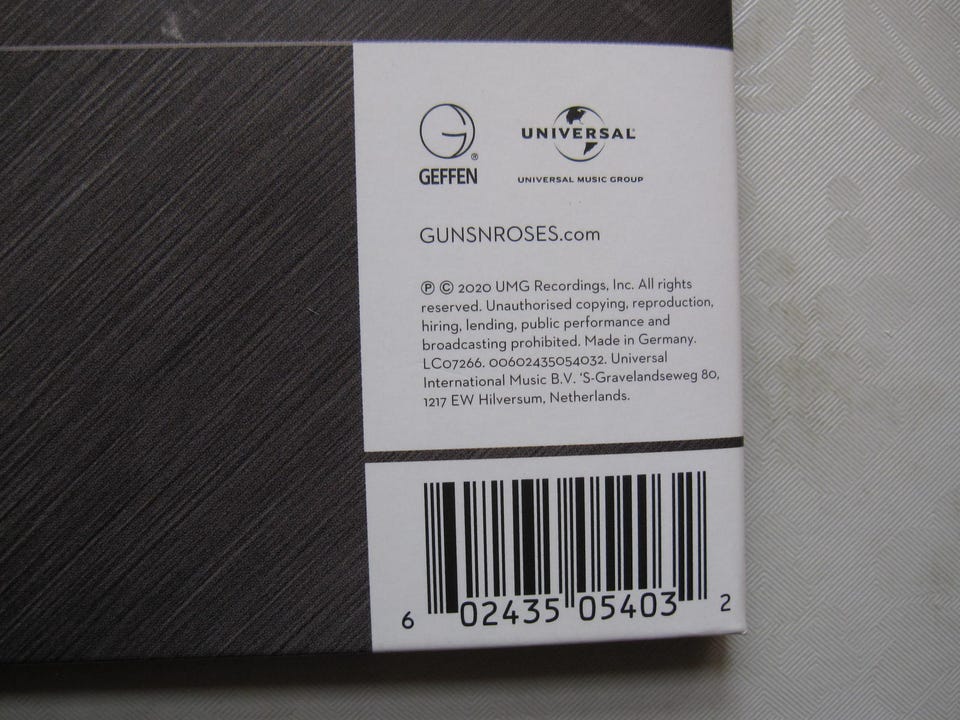 GEFFEN®
UNIVERSAL®
UNIVERSAL MUSIC GROUP
GUNSNROSES.com
℗ © 2020 UMG Recordings, Inc. All rights
reserved. Unauthorised copying, reproduction,
hiring, lending, public performance and
broadcasting prohibited. Made in Germany.
LC07266. 00602435054032. Universal
International Music B.V. 'S-Gravelandseweg 80,
1217 EW Hilversum, Netherlands.
6 02435 05403 2